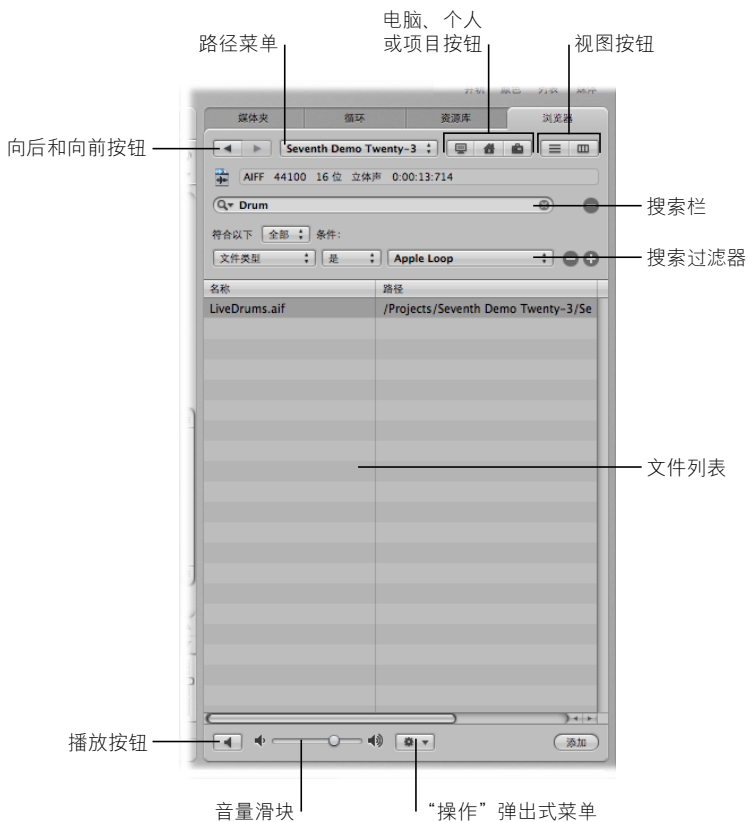 电脑、个人
或项目按钮
路径菜单
视图按钮
媒体夹 循环 资源库 浏览器
向后和向前按钮
Seventh Demo Twenty-3
AIFF 44100 16 位 立体声 0:00:13:714
Drum
搜索栏
符合以下 全部 条件:
文件类型 是 Apple Loop
搜索过滤器
名称 路径
LiveDrums.aif /Projects/Seventh Demo Twenty-3/Se
文件列表
播放按钮
添加
音量滑块
“操作”弹出式菜单